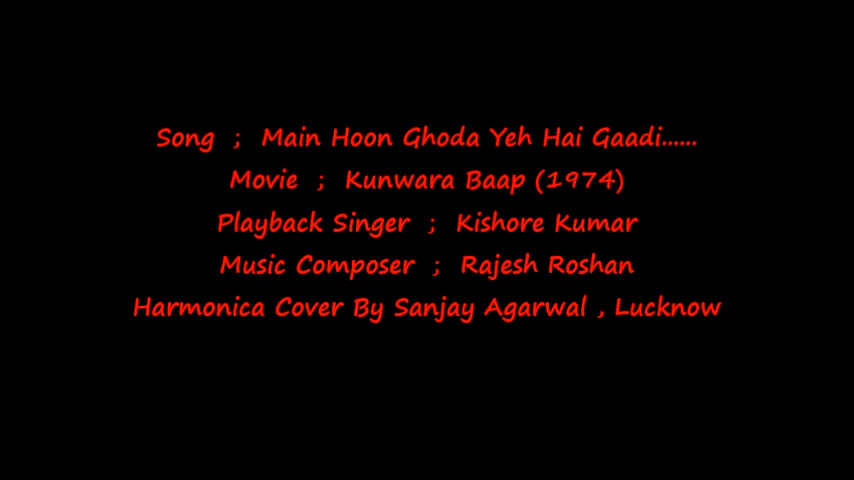 Song ; Main Hoon Ghoda Yeh Hai Gaadi......
Movie ; Kunwara Baap (1974)
Playback Singer ; Kishore Kumar
Music Composer ; Rajesh Roshan
Harmonica Cover By Sanjay Agarwal , Lucknow